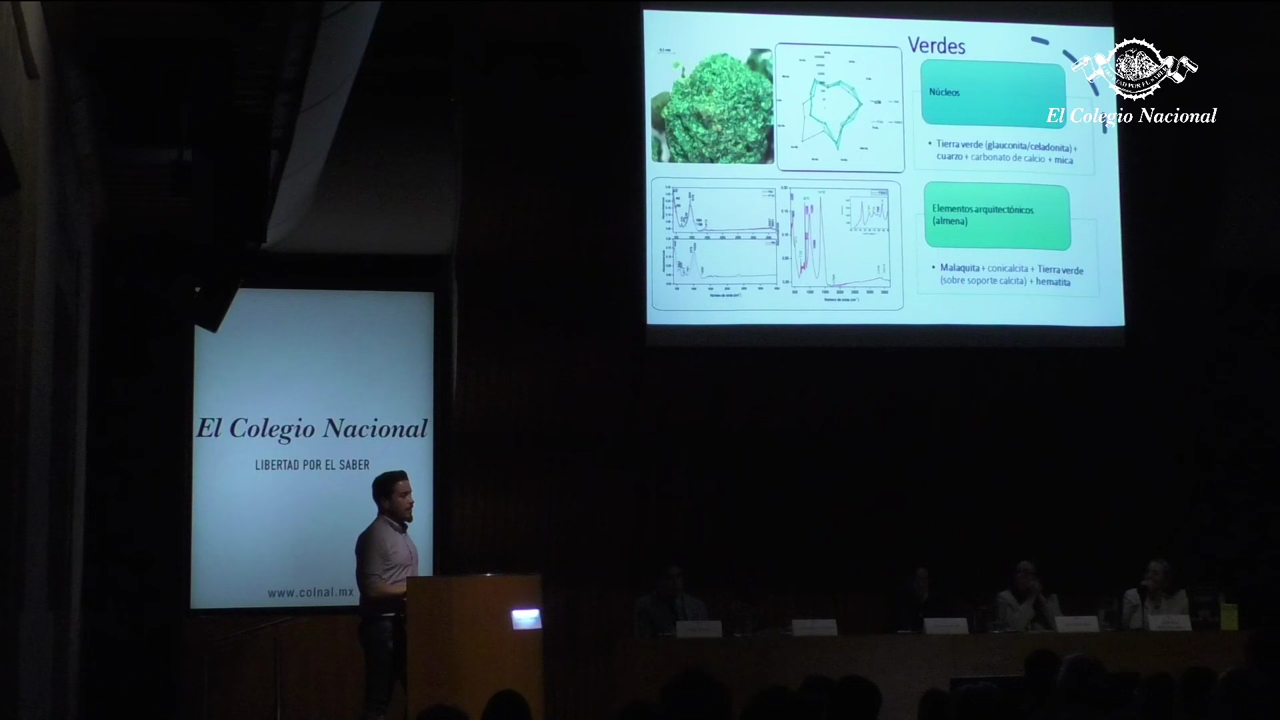 Verdes
Núcleos
• Tierra verde (glauconita/celadonita) +
cuarzo + carbonato de calcio + mica
Elementos arquitectónicos
(almena)
• Malaquita + conicalcita + Tierra verde
(sobre soporte calcita) + hematita
El Colegio Nacional
El Colegio Nacional
LIBERTAD POR EL SABER
www.colnal.mx